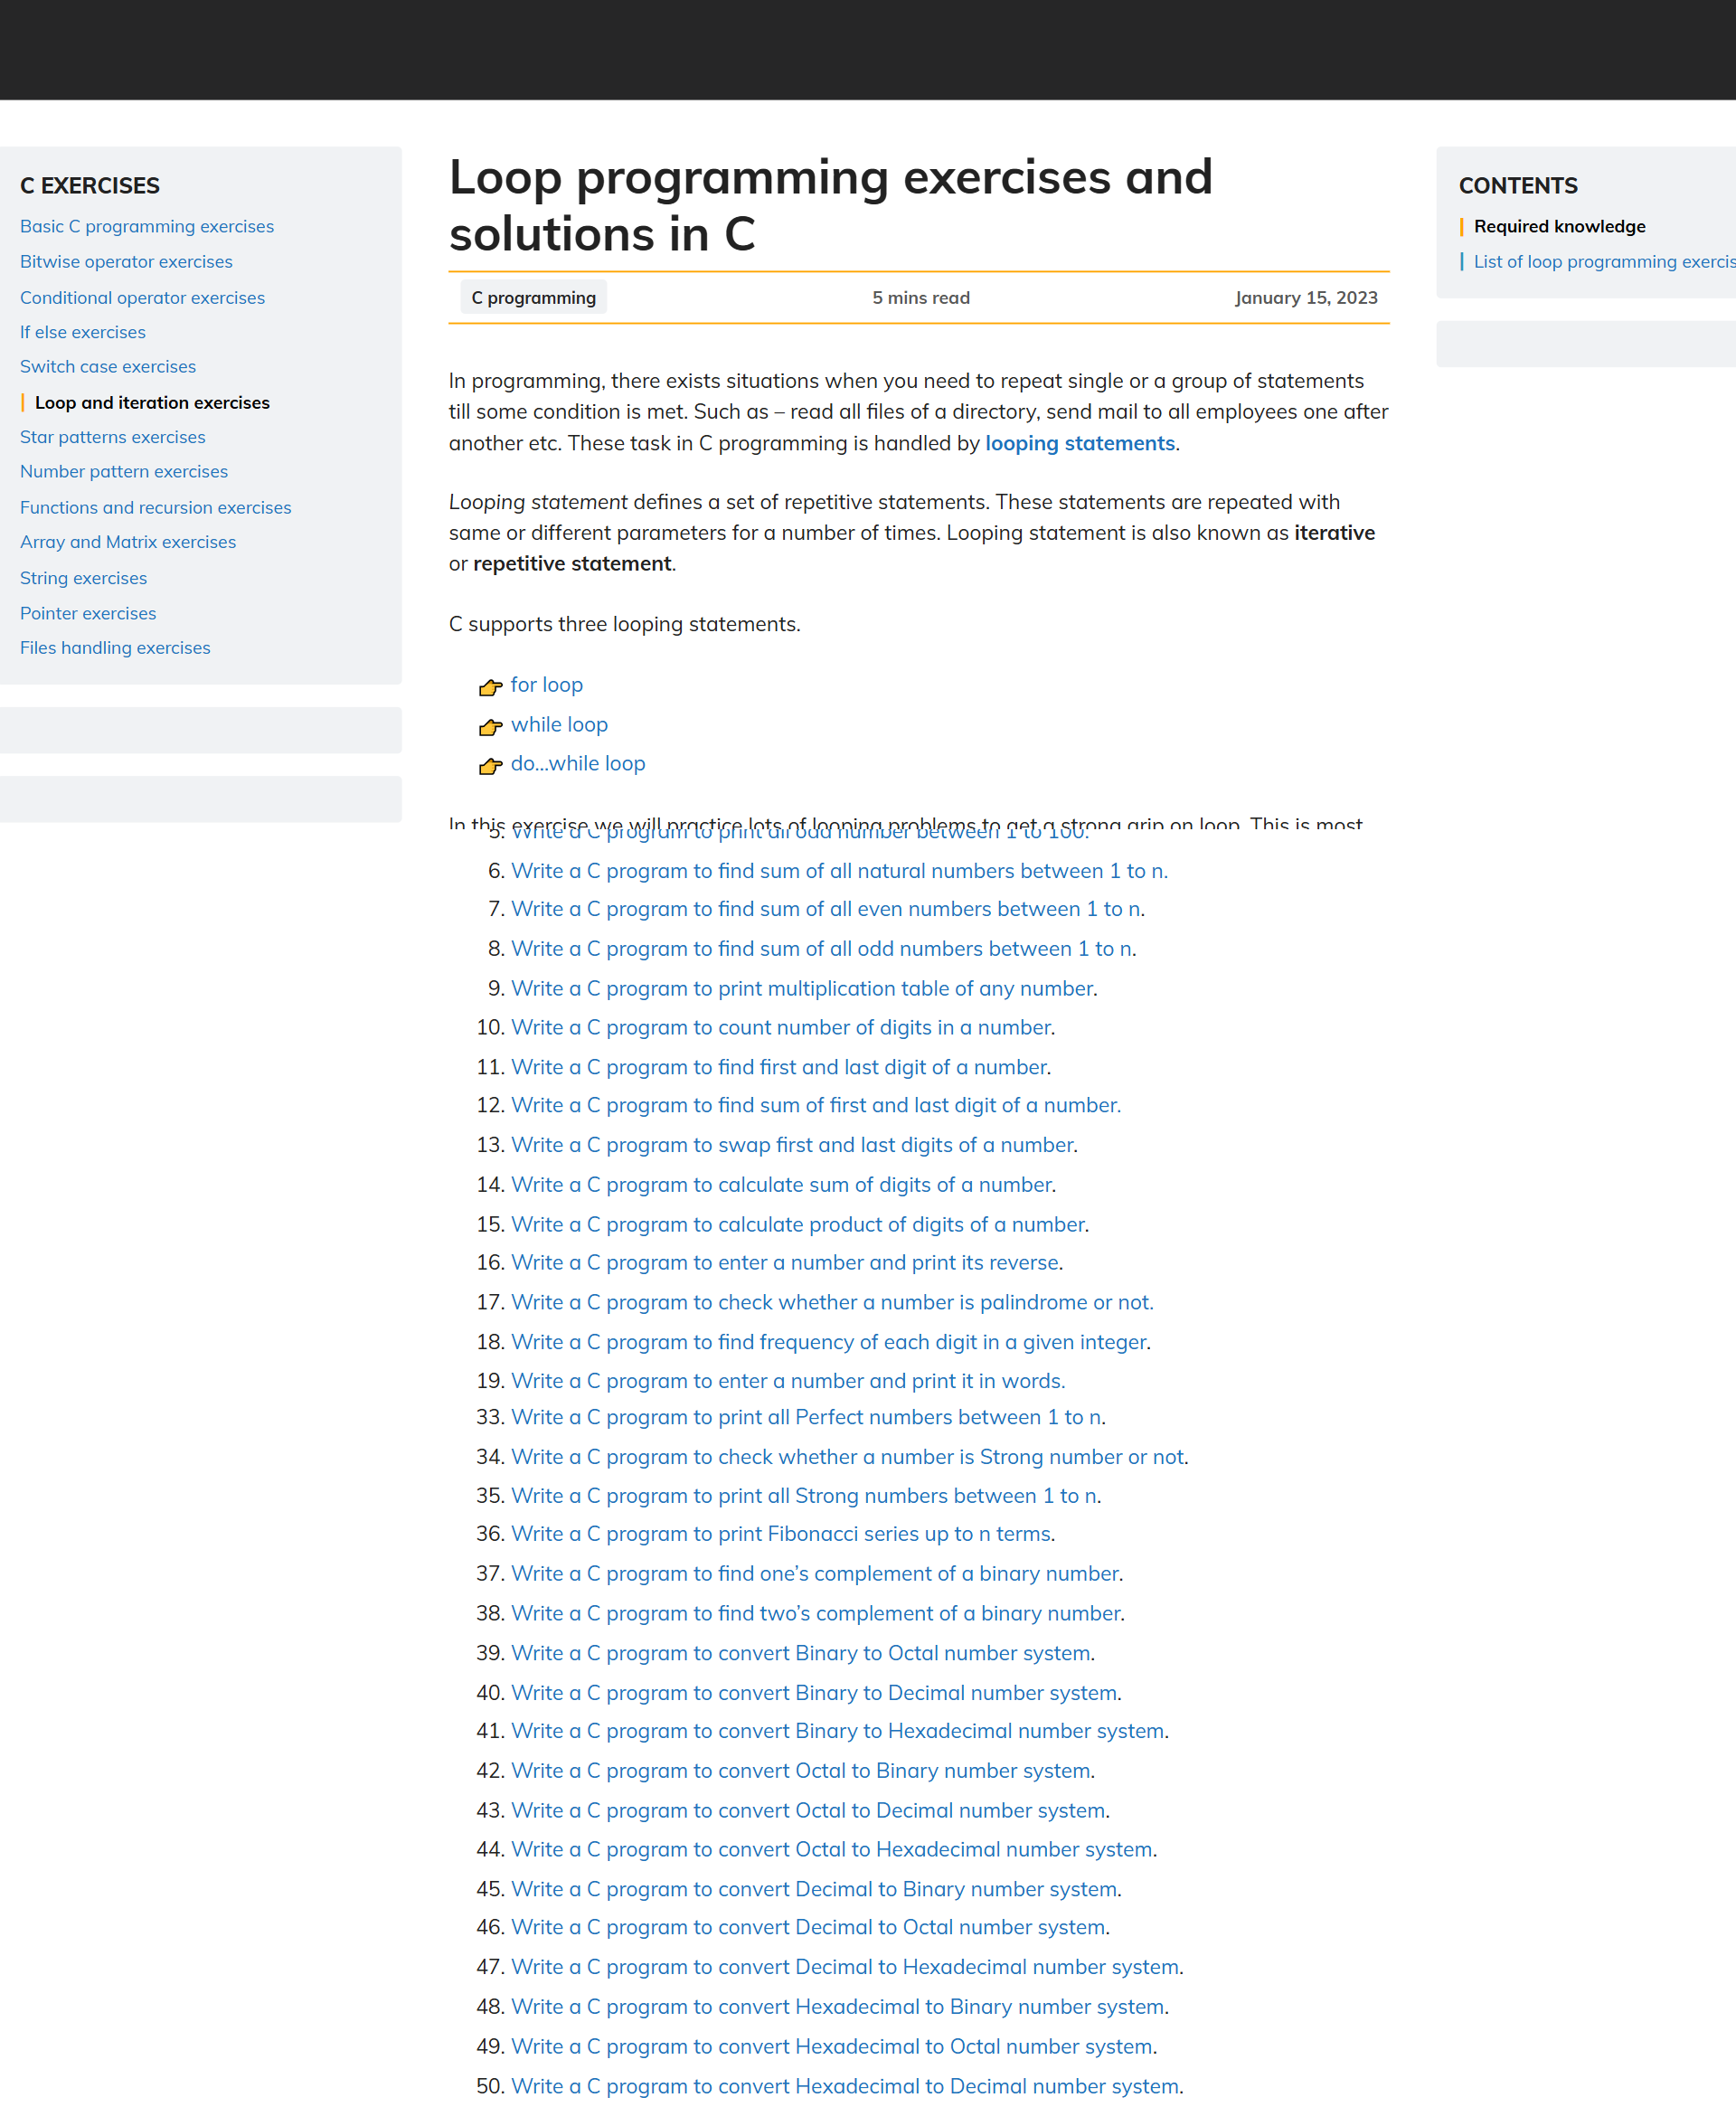 C EXERCISES
Basic C programming exercises
Bitwise operator exercises
Conditional operator exercises
If else exercises
Switch case exercises
Loop and iteration exercises
Star patterns exercises
Number pattern exercises
Functions and recursion exercises
Array and Matrix exercises
String exercises
Pointer exercises
Files handling exercises
Loop programming exercises and
solutions in C
C programming 5 mins read January 15, 2023
In programming, there exists situations when you need to repeat single or a group of statements
till some condition is met. Such as – read all files of a directory, send mail to all employees one after
another etc. These task in C programming is handled by looping statements.
Looping statement defines a set of repetitive statements. These statements are repeated with
same or different parameters for a number of times. Looping statement is also known as iterative
or repetitive statement.
C supports three looping statements.
for loop
while loop
do…while loop
In this exercise we will practice lots of looping problems to get a strong grip on loop. This is most
5. Write a C program to print all odd number between 1 to 100.
6. Write a C program to find sum of all natural numbers between 1 to n.
7. Write a C program to find sum of all even numbers between 1 to n.
8. Write a C program to find sum of all odd numbers between 1 to n.
9. Write a C program to print multiplication table of any number.
10. Write a C program to count number of digits in a number.
11. Write a C program to find first and last digit of a number.
12. Write a C program to find sum of first and last digit of a number.
13. Write a C program to swap first and last digits of a number.
14. Write a C program to calculate sum of digits of a number.
15. Write a C program to calculate product of digits of a number.
16. Write a C program to enter a number and print its reverse.
17. Write a C program to check whether a number is palindrome or not.
18. Write a C program to find frequency of each digit in a given integer.
19. Write a C program to enter a number and print it in words.
33. Write a C program to print all Perfect numbers between 1 to n.
34. Write a C program to check whether a number is Strong number or not.
35. Write a C program to print all Strong numbers between 1 to n.
36. Write a C program to print Fibonacci series up to n terms.
37. Write a C program to find one’s complement of a binary number.
38. Write a C program to find two’s complement of a binary number.
39. Write a C program to convert Binary to Octal number system.
40. Write a C program to convert Binary to Decimal number system.
41. Write a C program to convert Binary to Hexadecimal number system.
42. Write a C program to convert Octal to Binary number system.
43. Write a C program to convert Octal to Decimal number system.
44. Write a C program to convert Octal to Hexadecimal number system.
45. Write a C program to convert Decimal to Binary number system.
46. Write a C program to convert Decimal to Octal number system.
47. Write a C program to convert Decimal to Hexadecimal number system.
48. Write a C program to convert Hexadecimal to Binary number system.
49. Write a C program to convert Hexadecimal to Octal number system.
50. Write a C program to convert Hexadecimal to Decimal number system.
CONTENTS
Required knowledge
List of loop programming exercis